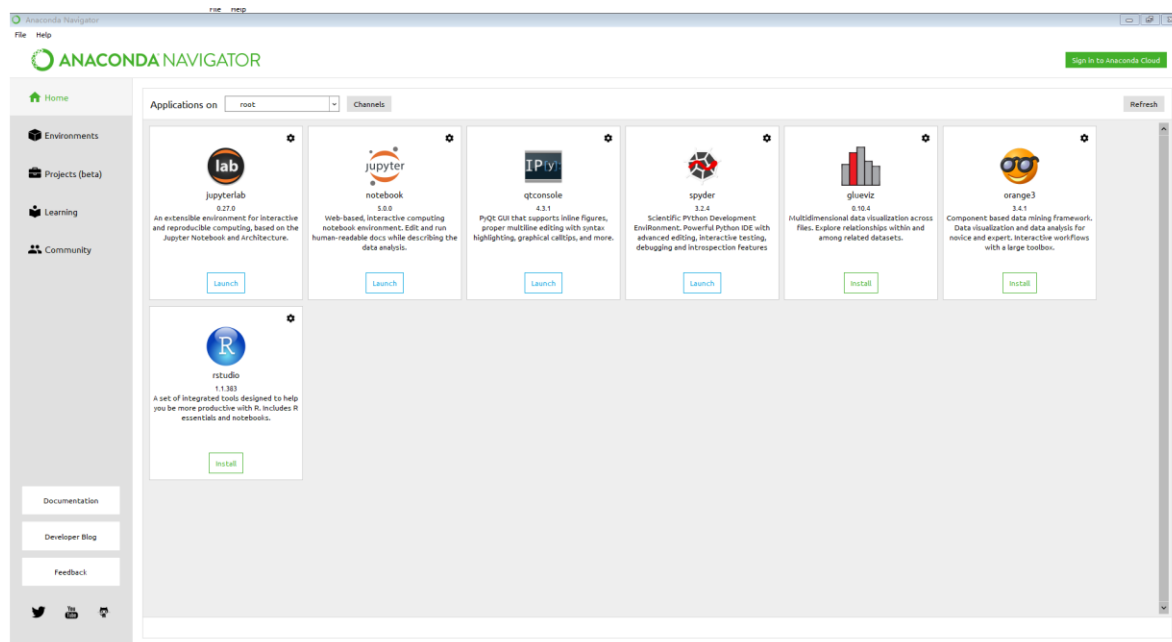 File Help
Anaconda Navigator
File Help
ANACONDA NAVIGATOR
Sign in to Anaconda Cloud
Home
Environments
Projects (beta)
Learning
Community
Applications on root Channels Refresh
lab
jupyterlab
0.27.0
An extensible environment for interactive
and reproducible computing, based on the
Jupyter Notebook and Architecture.
Launch
jupyter
notebook
5.0.0
Web-based, interactive computing
notebook environment. Edit and run
human-readable docs while describing the
data analysis.
Launch
IP[y]:
qtconsole
4.3.1
PyQt GUI that supports inline figures,
proper multiline editing with syntax
highlighting, graphical calltips, and more.
Launch
spyder
3.2.4
Scientific PYthon Development
EnviRonment. Powerful Python IDE with
advanced editing, interactive testing,
debugging and introspection features
Launch
glueviz
0.10.4
Multidimensional data visualization across
files. Explore relationships within and
among related datasets.
Install
orange3
3.4.1
Component based data mining framework.
Data visualization and data analysis for
novice and expert. Interactive workflows
with a large toolbox.
Install
R
rstudio
1.1.383
A set of integrated tools designed to help
you be more productive with R. Includes R
essentials and notebooks.
Install
Documentation
Developer Blog
Feedback
You
Tube